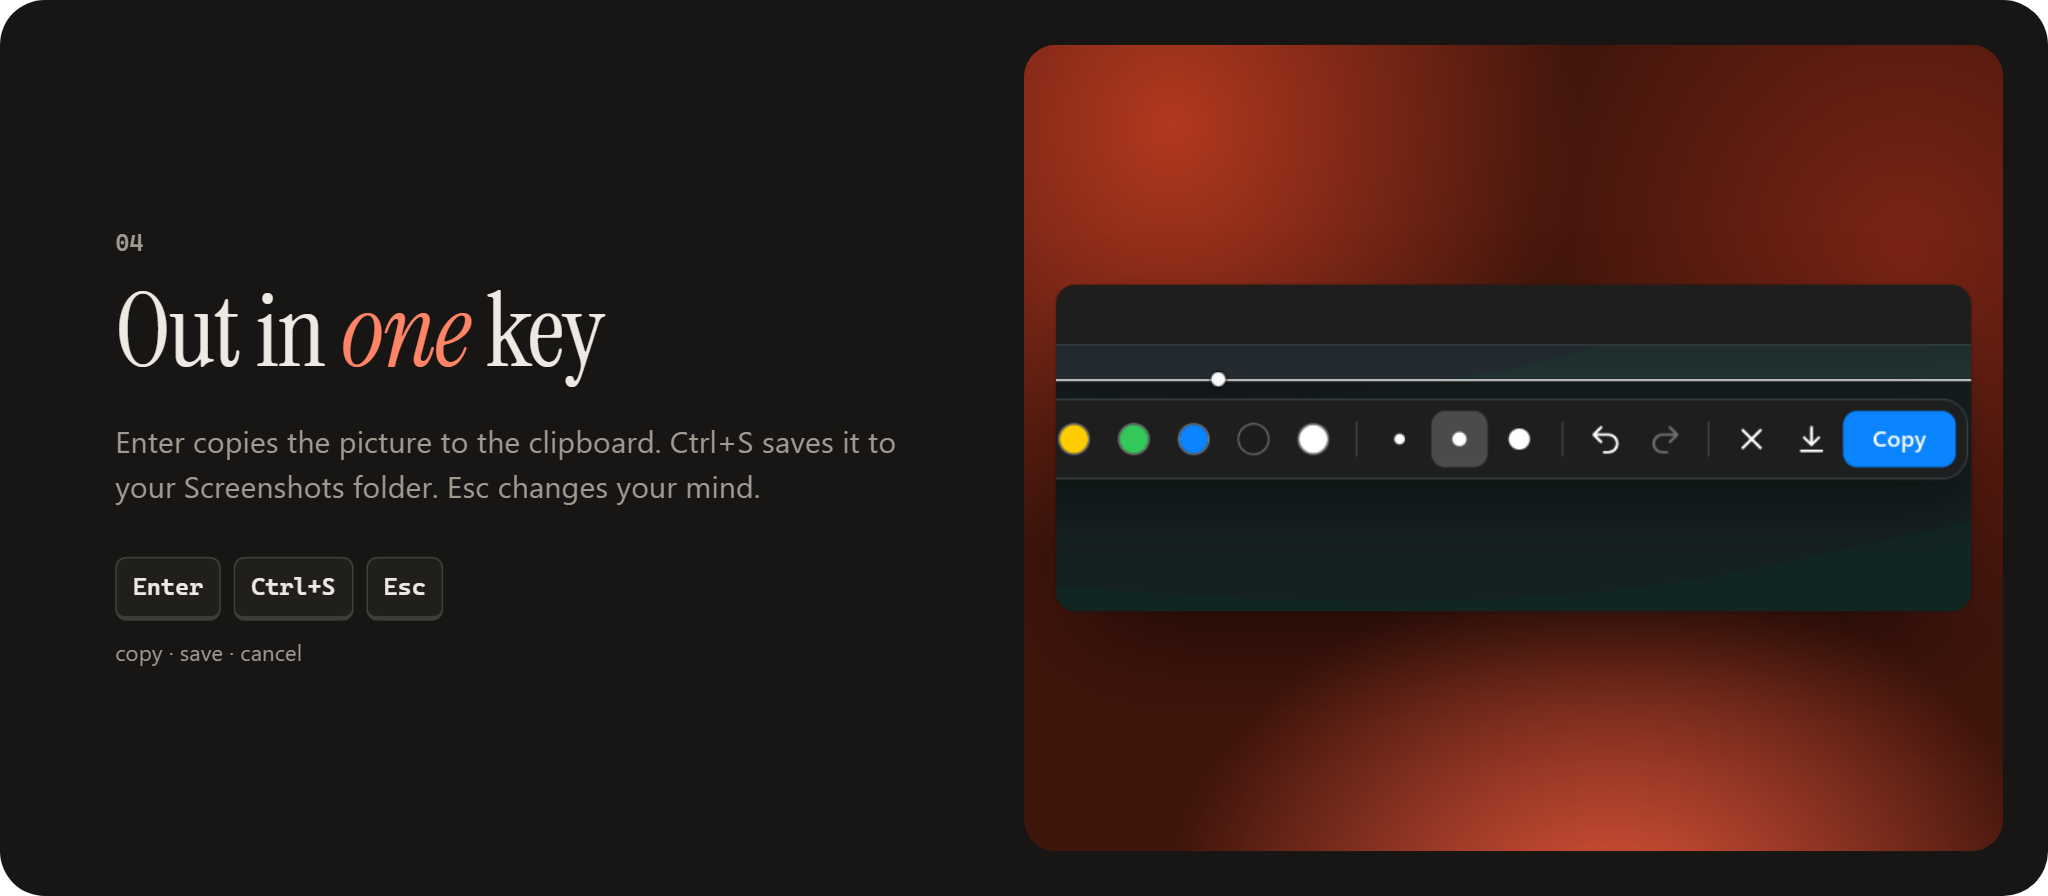 04
Out in one key
Enter copies the picture to the clipboard. Ctrl+S saves it to
your Screenshots folder. Esc changes your mind.
Enter Ctrl+S Esc
copy · save · cancel
Copy